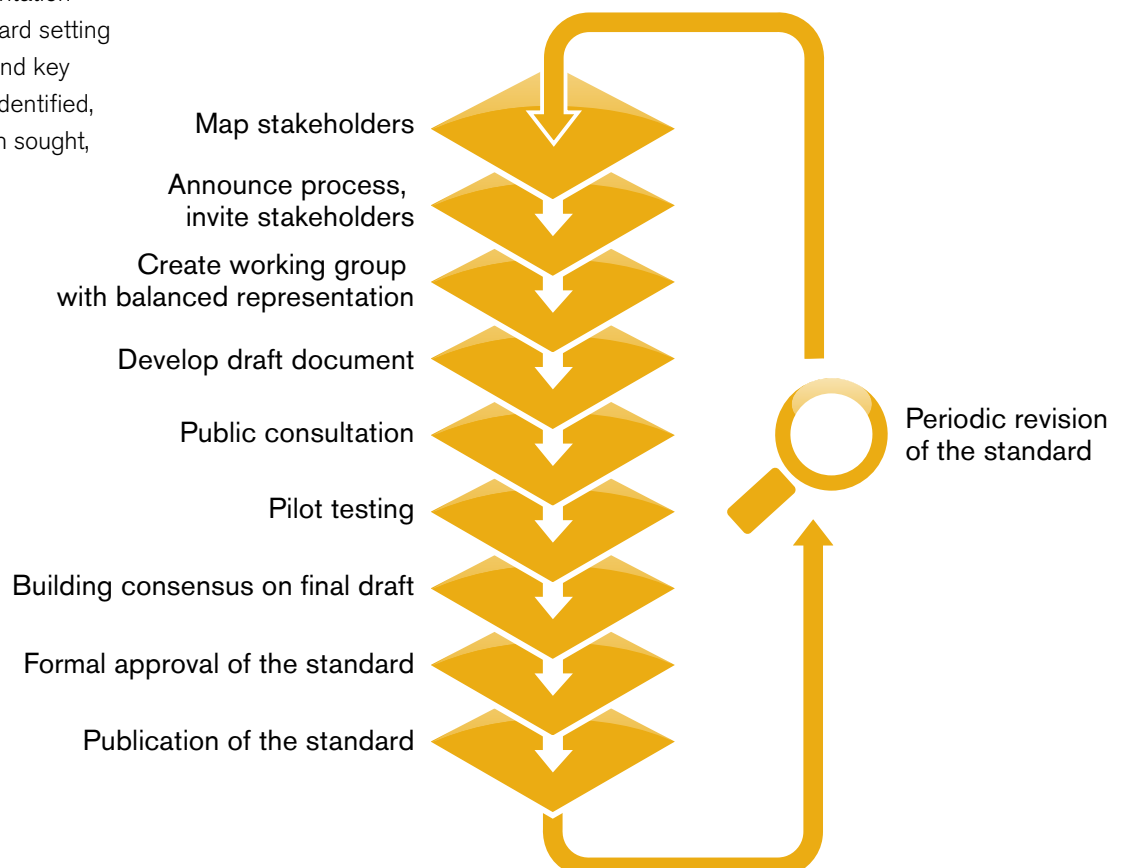 ard setting
nd key
dentified,
sought,
Map stakeholders
Announce process,
invite stakeholders
Create working group
with balanced representation
Develop draft document
Public consultation
Pilot testing
Building consensus on final draft
Formal approval of the standard
Publication of the standard
Periodic revision
of the standard